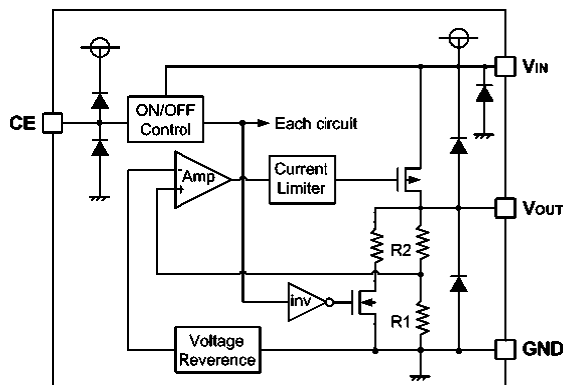 VIN
CE
ON/OFF
Control
Each circuit
-
+
Amp
Current
Limiter
VOUT
R2
inv
R1
Voltage
Reverence
GND